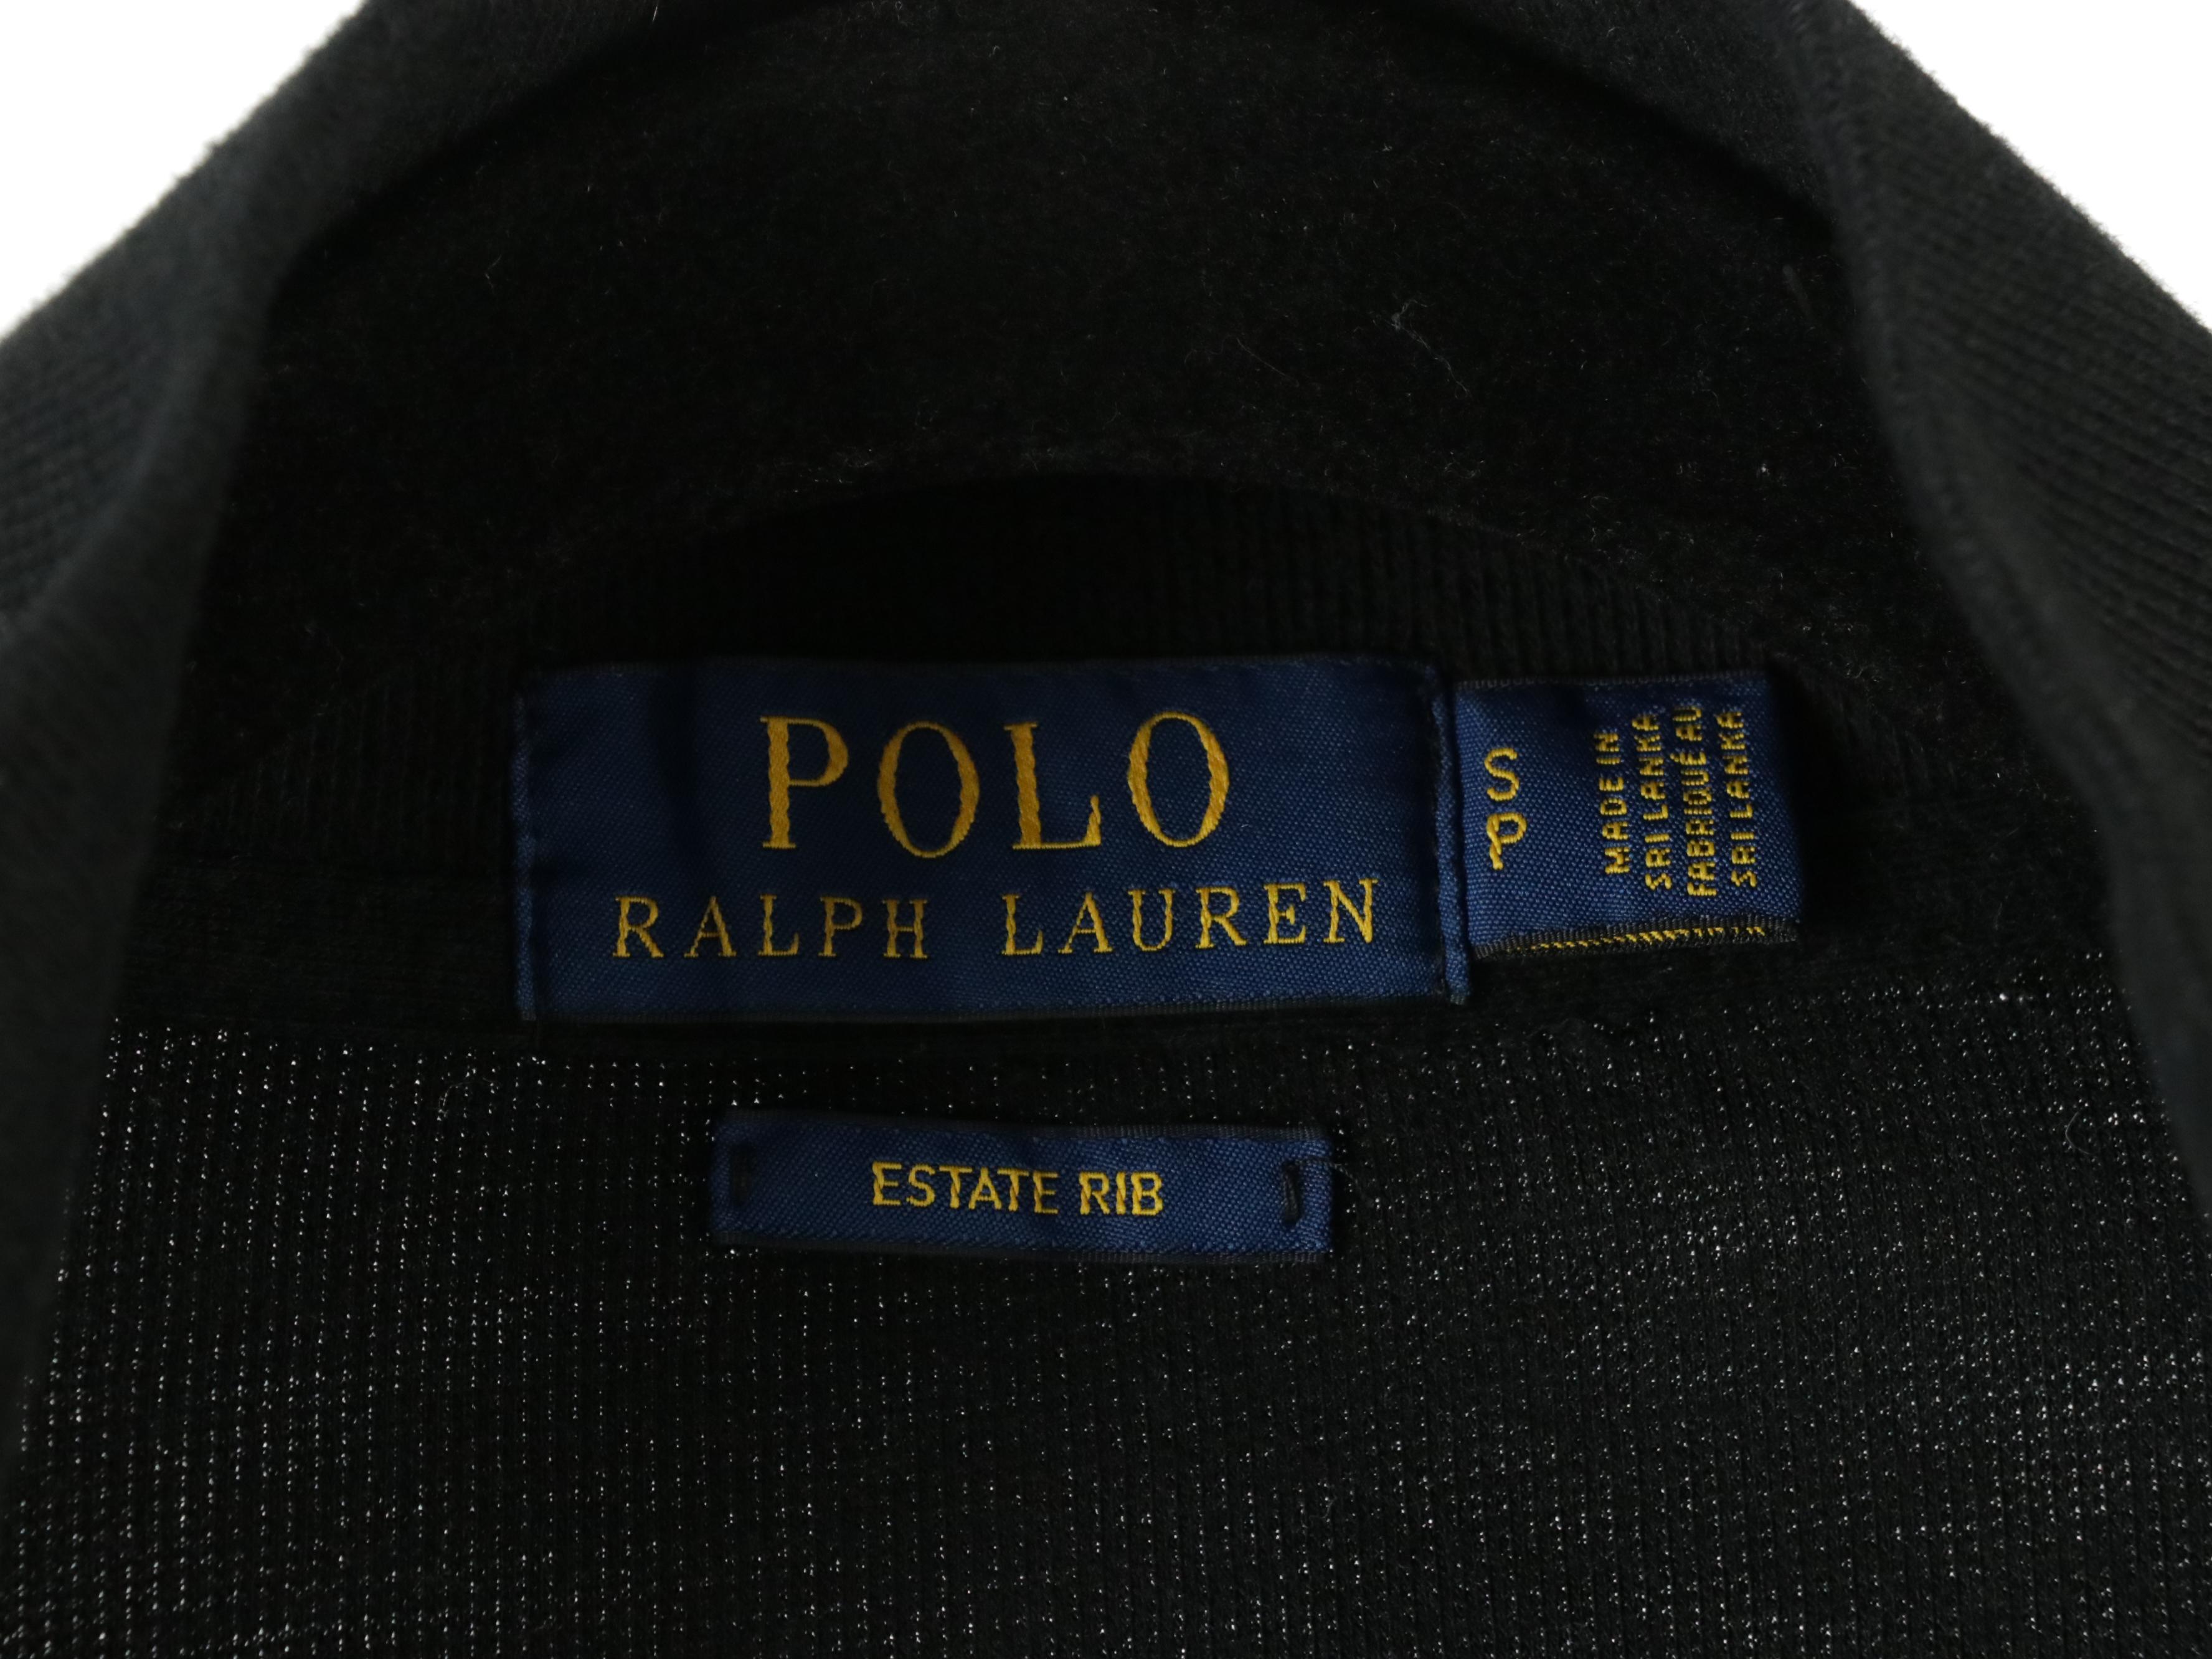 POLO
RALPH LAUREN
S
P
MADE IN
SRI LANKA
FABRIQUÉ AU
SRI LANKA
ESTATE RIB